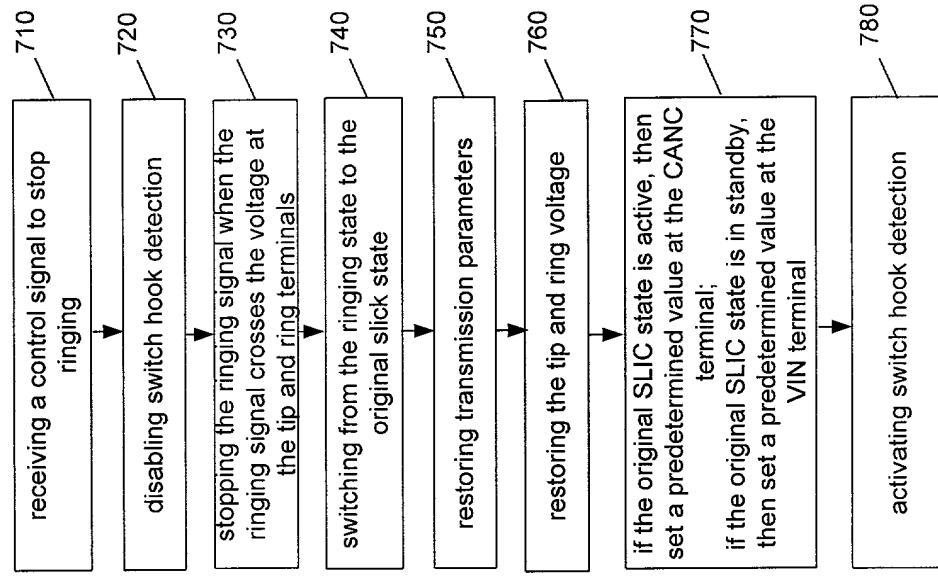 710
receiving a control signal to stop
ringing
720
disabling switch hook detection
730
stopping the ringing signal when the
ringing signal crosses the voltage at
the tip and ring terminals
740
switching from the ringing state to the
original slick state
750
restoring transmission parameters
760
restoring the tip and ring voltage
770
if the original SLIC state is active, then
set a predetermined value at the CANC
terminal;
if the original SLIC state is in standby,
then set a predetermined value at the
VIN terminal
780
activating switch hook detection